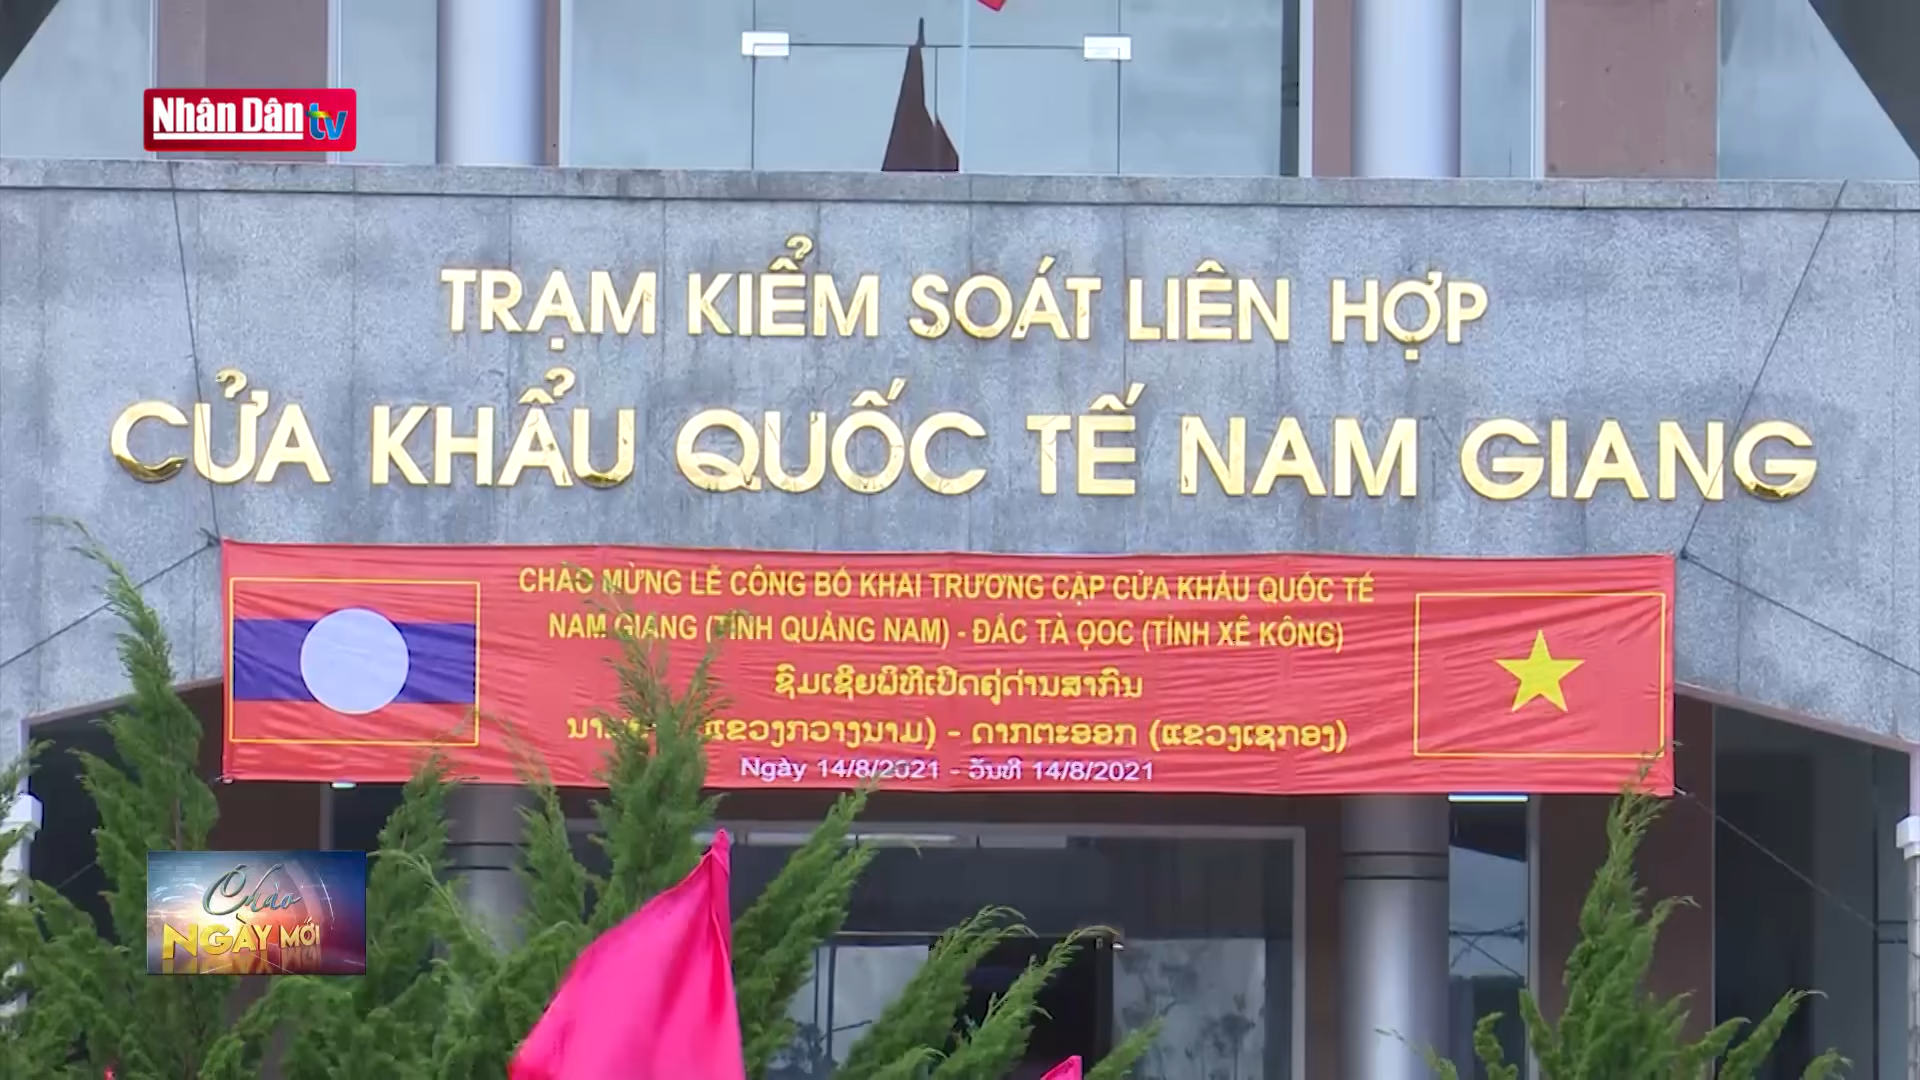 Nhân Dân tv
TRẠM KIỂM SOÁT LIÊN HỢP
CỬA KHẨU QUỐC TẾ NAM GIANG
CHÀO MỪNG LỄ CÔNG BỐ KHAI TRƯƠNG CẶP CỬA KHẨU QUỐC TẾ
NAM GIANG (TỈNH QUẢNG NAM) - ĐẮC TÀ OOC (TỈNH XÊ KÔNG)
ຊົມເຊີຍພິທີເປີດຄູ່ດ່ານສາກົນ
(ແຂວງກວາງນາມ) - ດາກຕະອອກ (ແຂວງເຊກອງ)
Ngày 14/8/2021 - ວັນທີ 14/8/2021
Chào
NGÀY MỚI